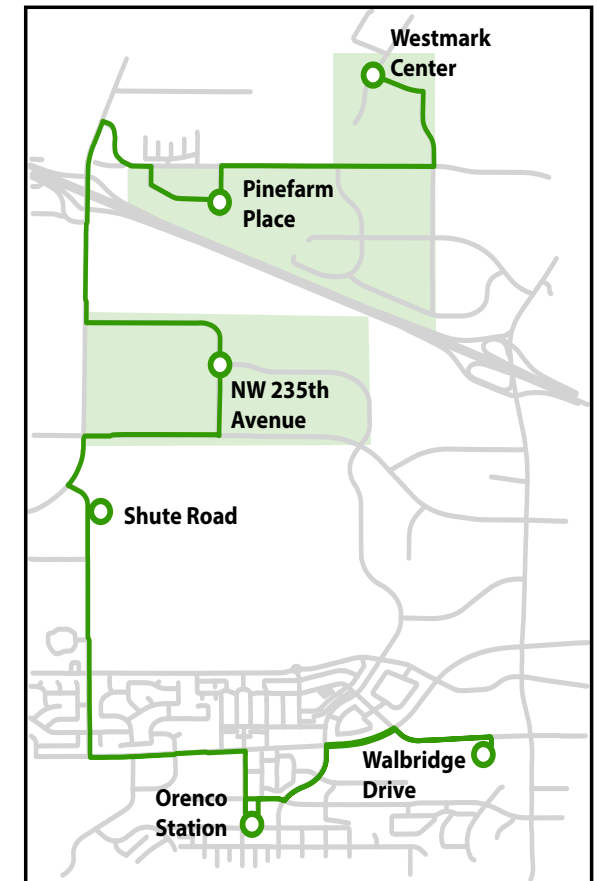 Westmark
Center
Pinefarm
Place
NW 235th
Avenue
Shute Road
Walbridge
Drive
Orenco
Station